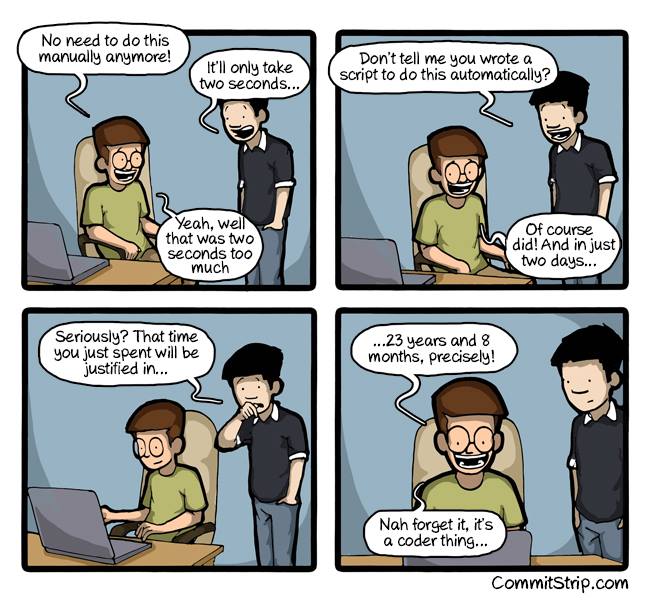 No need to do this
manually anymore!
It'll only take
two seconds...
Yeah, well
that was two
seconds too
much
Don't tell me you wrote a
script to do this automatically?
Of course
did! And in just
two days...
Seriously? That time
you just spent will be
justified in...
...23 years and 8
months, precisely!
Nah forget it, it's
a coder thing...
CommitStrip.com